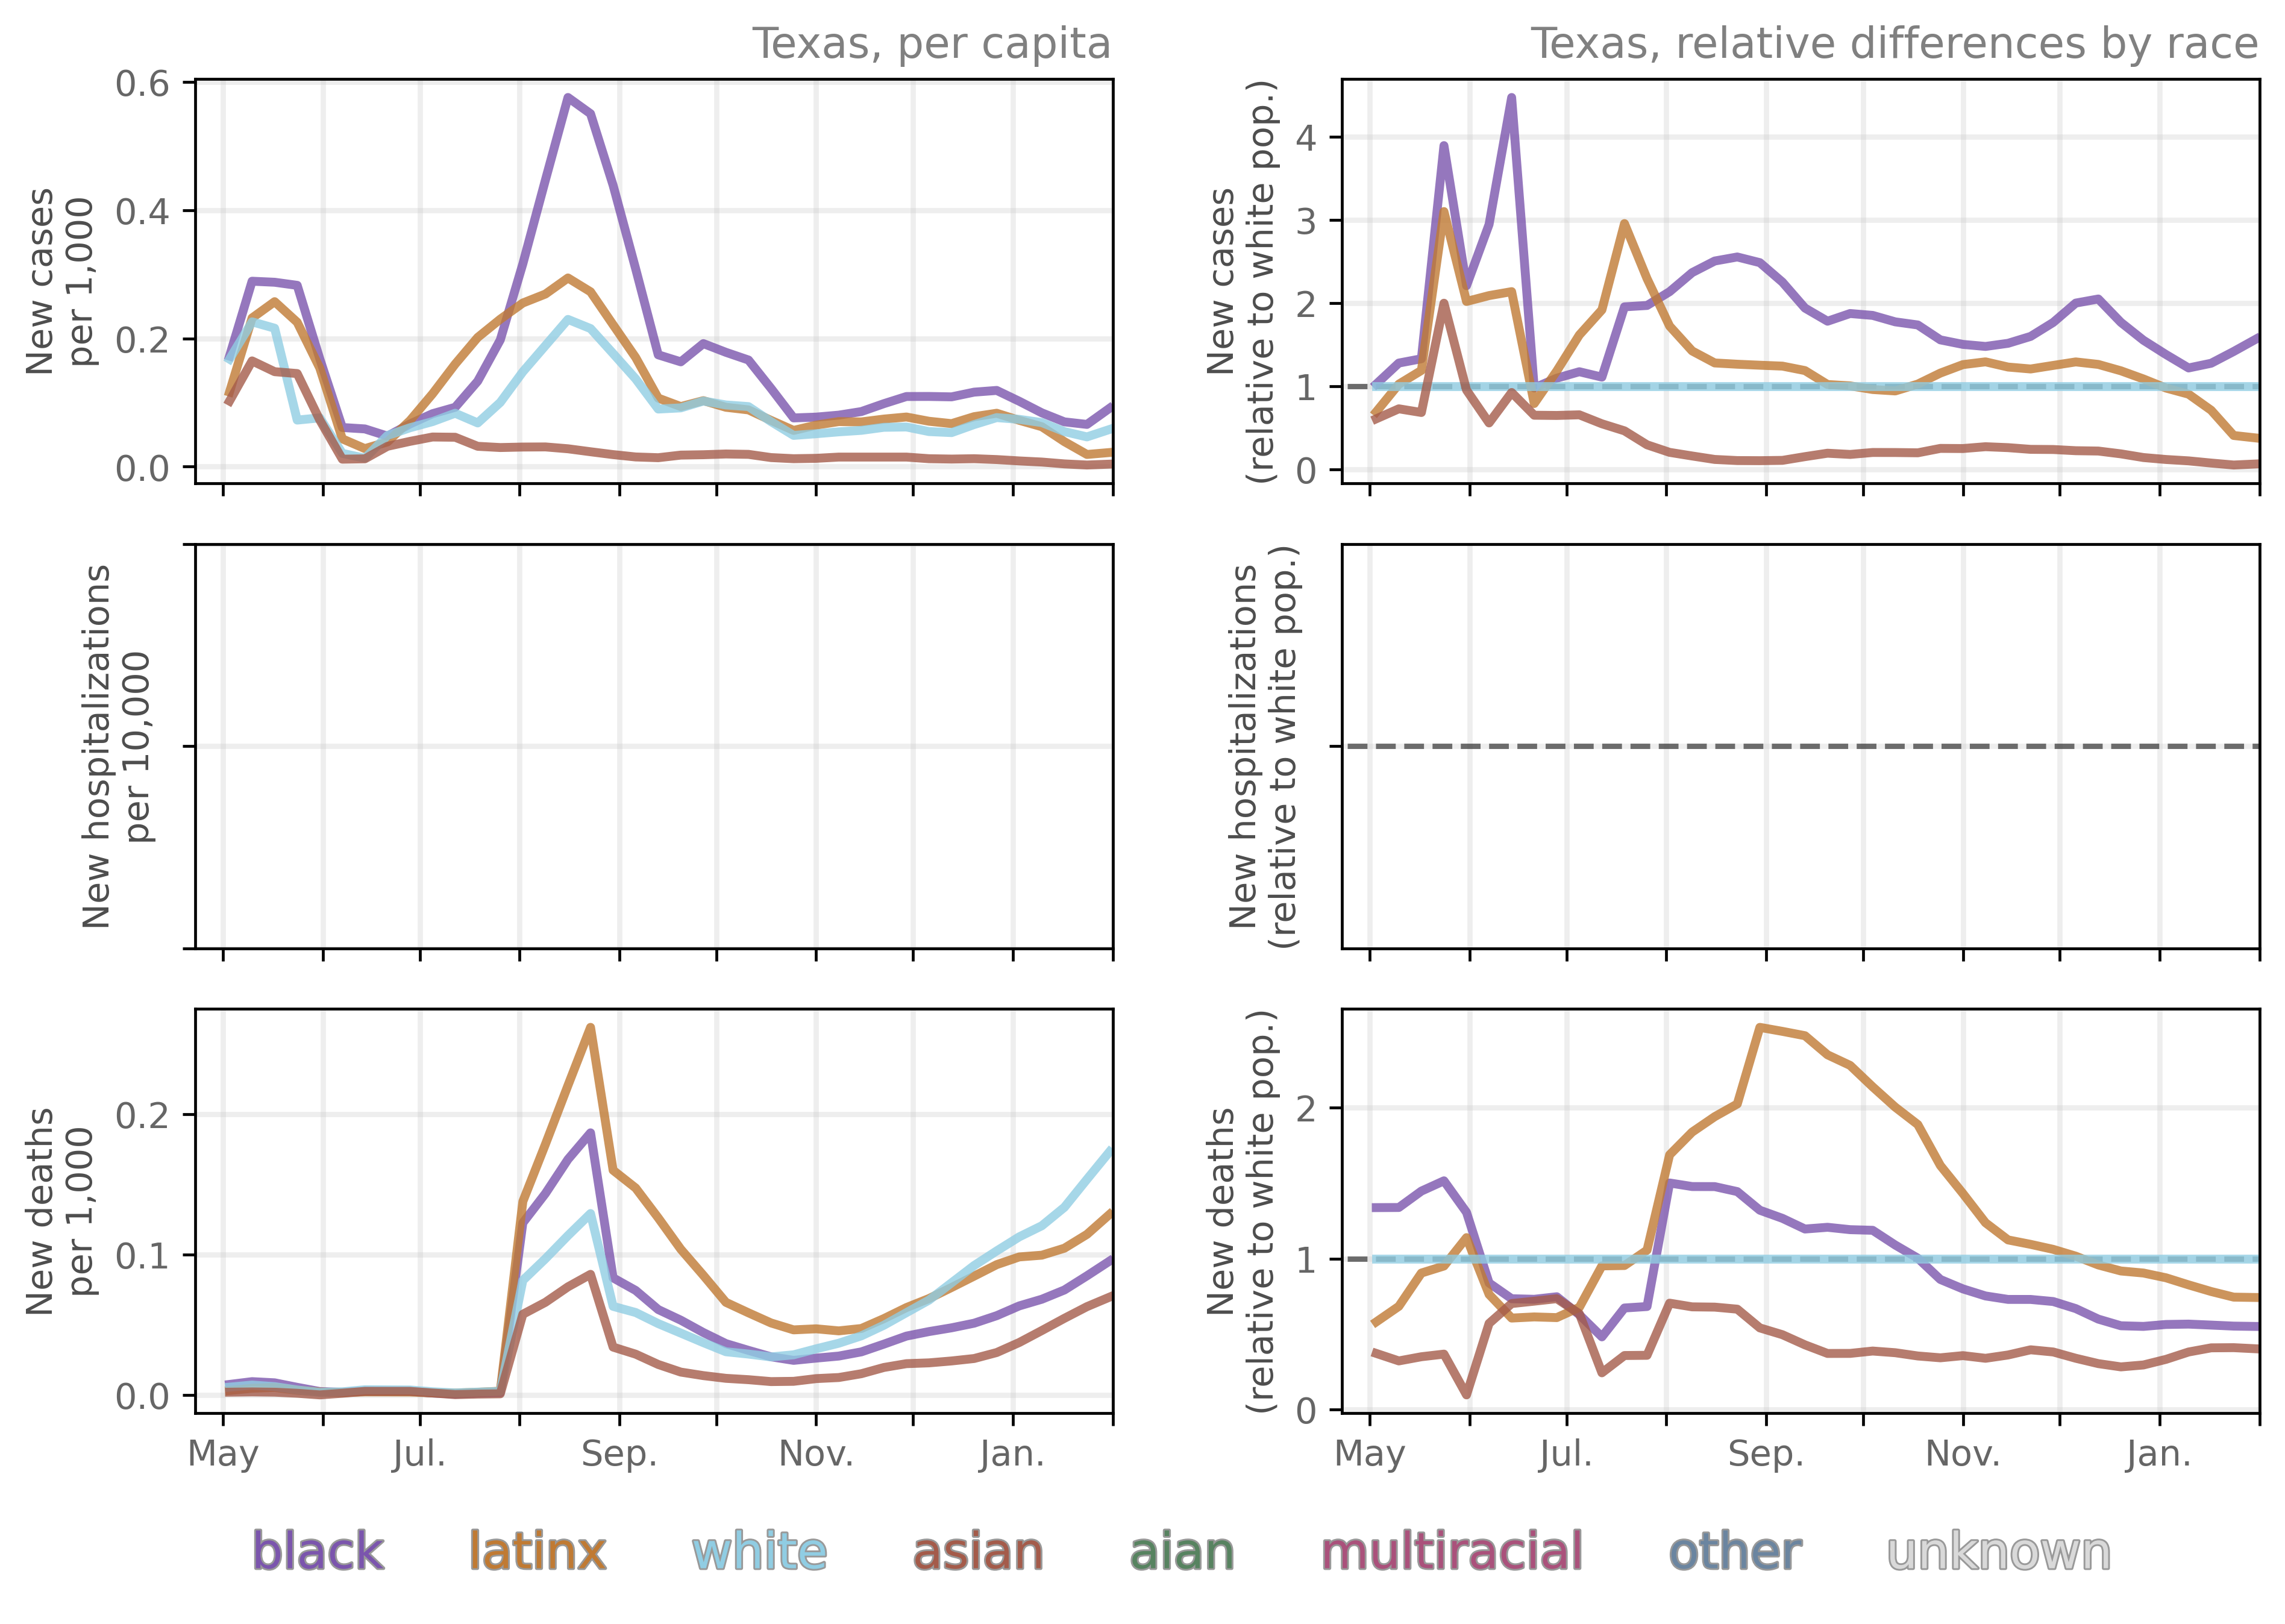 Texas, per capita
Texas, relative differences by race
New cases
per 1,000
0.6
0.4
0.2
0.0
New cases
(relative to white pop.)
4
3
2
1
0
New hospitalizations
per 10,000
New hospitalizations
(relative to white pop.)
New deaths
per 1,000
0.2
0.1
0.0
May
Jul.
Sep.
Nov.
Jan.
New deaths
(relative to white pop.)
2
1
0
May
Jul.
Sep.
Nov.
Jan.
black latinx white asian aian multiracial other unknown